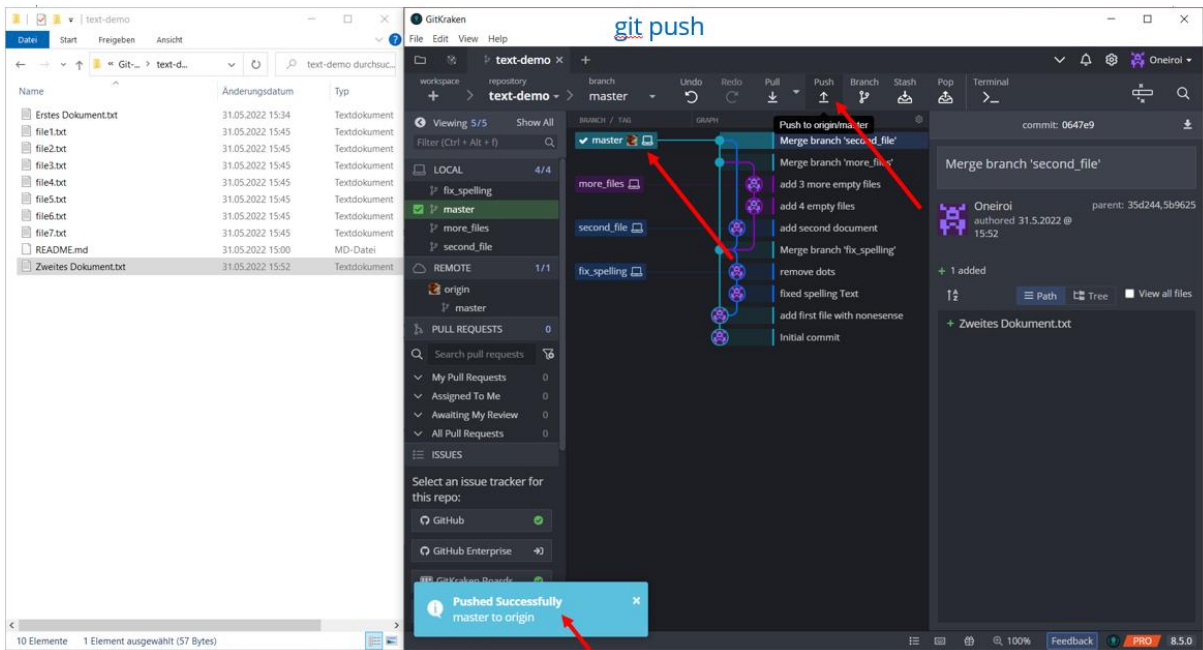 text-demo
Datei Start Freigeben Ansicht
« Git-... > text-d...
text-demo durchsuc...
Name Änderungsdatum Typ
Erstes Dokument.txt 31.05.2022 15:34 Textdokument
file1.txt 31.05.2022 15:45 Textdokument
file2.txt 31.05.2022 15:45 Textdokument
file3.txt 31.05.2022 15:45 Textdokument
file4.txt 31.05.2022 15:45 Textdokument
file5.txt 31.05.2022 15:45 Textdokument
file6.txt 31.05.2022 15:45 Textdokument
file7.txt 31.05.2022 15:45 Textdokument
README.md 31.05.2022 15:00 MD-Datei
Zweites Dokument.txt 31.05.2022 15:52 Textdokument
10 Elemente 1 Element ausgewählt (57 Bytes)
GitKraken
git push
File Edit View Help
text-demo × +
Oneiroi
workspace repository branch Undo Redo Pull Push Branch Stash Pop Terminal
+ > text-demo > master
Push to origin/master
Viewing 5/5 Show All
Filter (Ctrl + Alt + f)
LOCAL 4/4
fix_spelling
master
more_files
second_file
REMOTE 1/1
origin
master
PULL REQUESTS 0
Search pull requests
My Pull Requests 0
Assigned To Me 0
Awaiting My Review 0
All Pull Requests 0
ISSUES
Select an issue tracker for
this repo:
GitHub
GitHub Enterprise
GitKraken Boards
Pushed Successfully ×
master to origin
BRANCH / TAG GRAPH
master Merge branch 'second_file'
Merge branch 'more_files'
more_files add 3 more empty files
add 4 empty files
second_file add second document
Merge branch 'fix_spelling'
fix_spelling remove dots
fixed spelling Text
add first file with nonesense
Initial commit
commit: 0647e9
Merge branch 'second_file'
Oneiroi parent: 35d244,5b9625
authored 31.5.2022 @
15:52
+ 1 added
Path Tree View all files
+ Zweites Dokument.txt
100% Feedback PRO 8.5.0